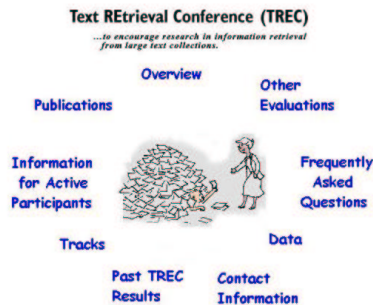 Text REtrieval Conference (TREC)
...to encourage research in information retrieval
from large text collections.
Overview
Other
Evaluations
Publications
Information
for Active
Participants
Frequently
Asked
Questions
Tracks
Data
Past TREC
Results
Contact
Information